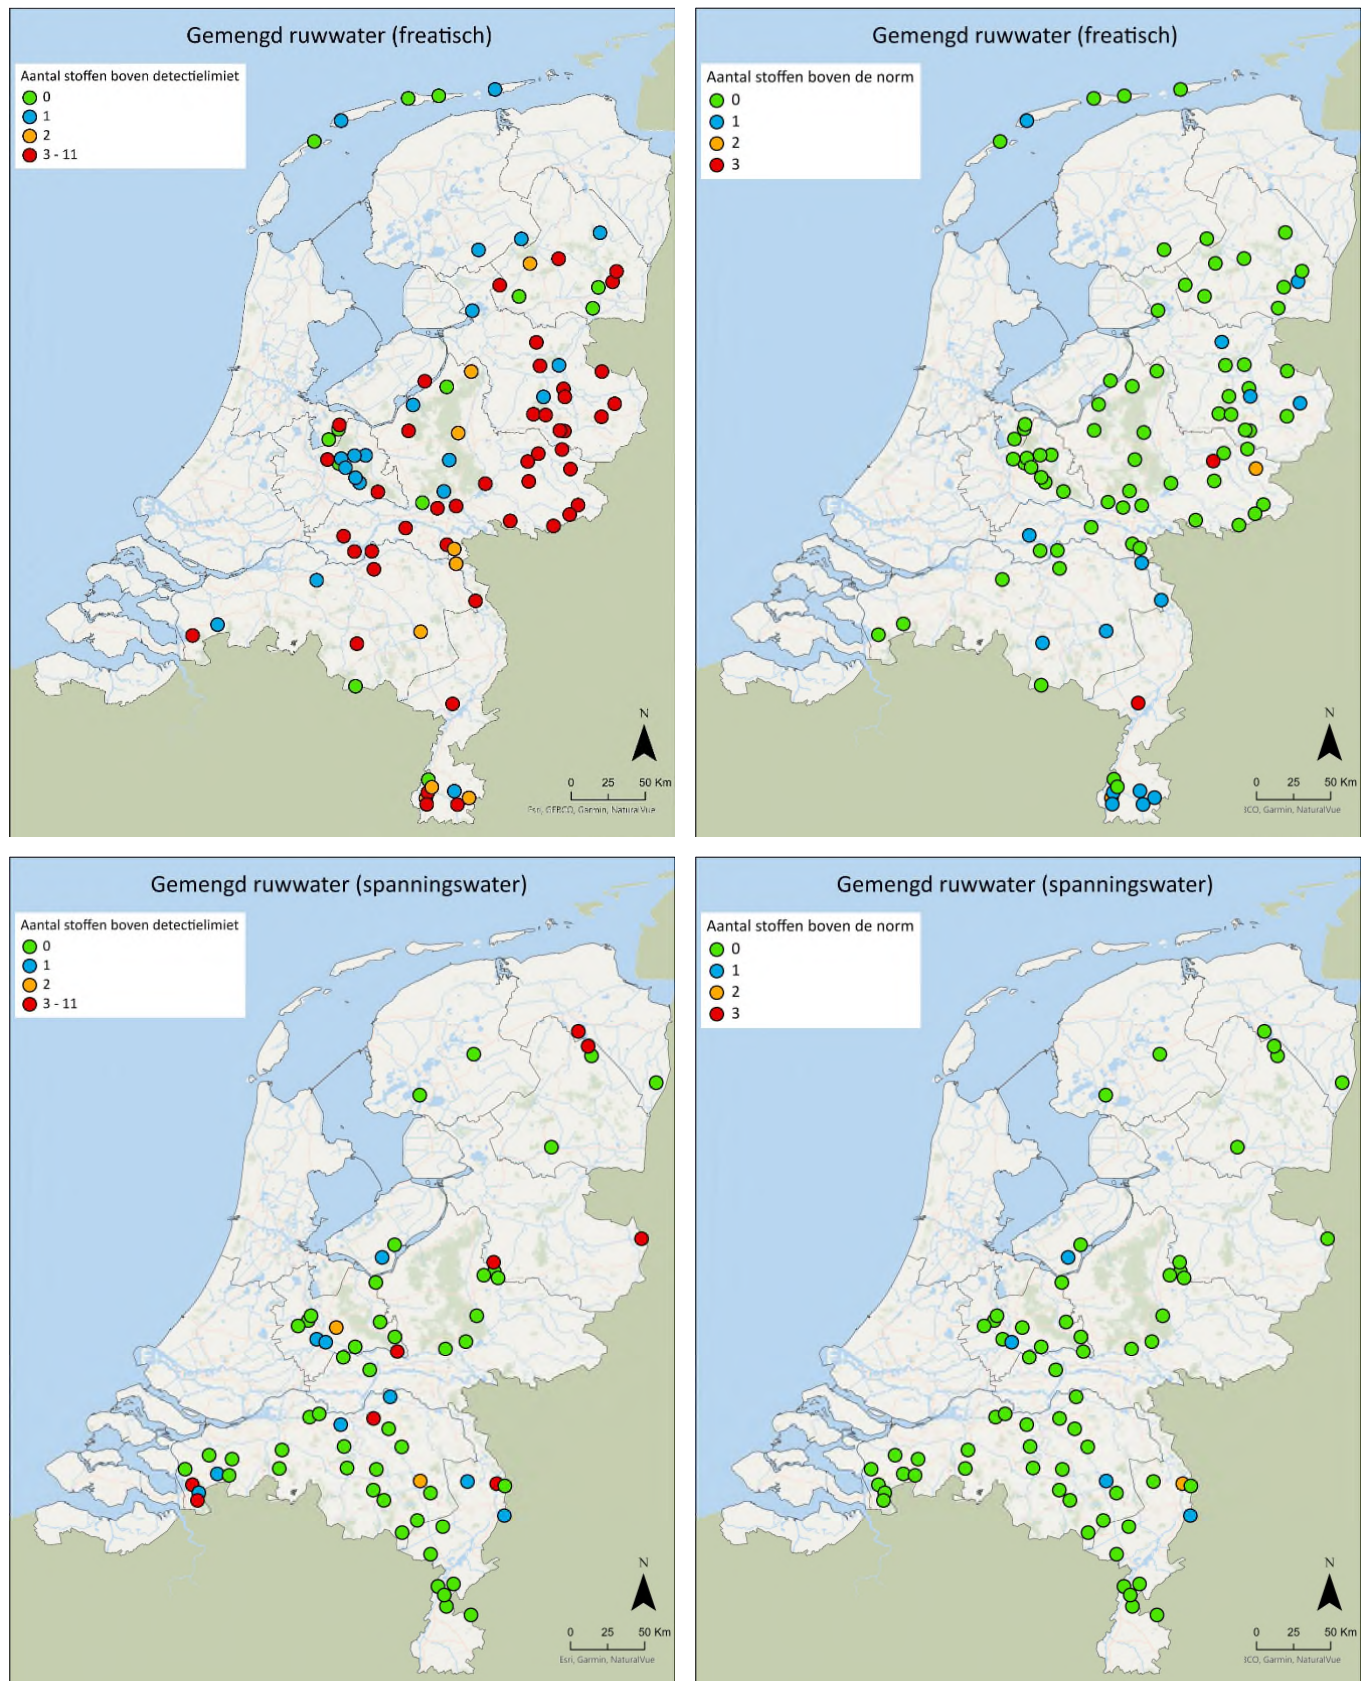 Gemengd ruwwater (freatisch)
Aantal stoffen boven detectielimiet
0
1
2
3 - 11
N
0 25 50 Km
Esri, GEBCO, Garmin, NaturalVue
Gemengd ruwwater (freatisch)
Aantal stoffen boven de norm
0
1
2
3
N
0 25 50 Km
ICO, Garmin, NaturalVue
Gemengd ruwwater (spanningswater)
Aantal stoffen boven detectielimiet
0
1
2
3 - 11
N
0 25 50 Km
Esri, Garmin, NaturalVue
Gemengd ruwwater (spanningswater)
Aantal stoffen boven de norm
0
1
2
3
N
0 25 50 Km
ICO, Garmin, NaturalVue